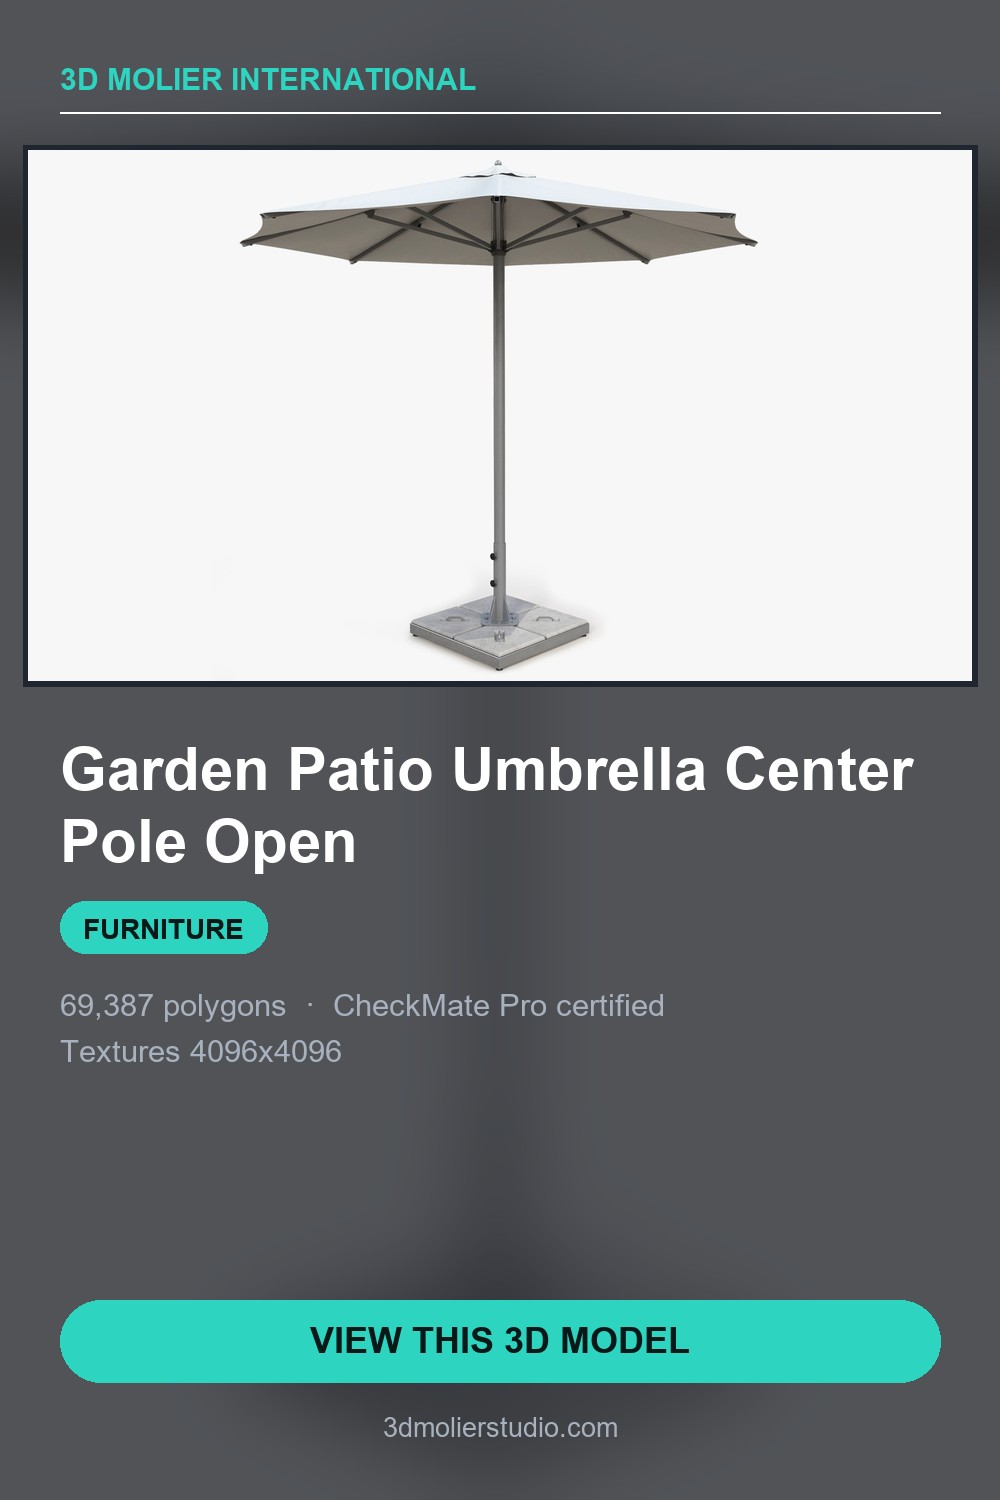 3D MOLIER INTERNATIONAL
Garden Patio Umbrella Center
Pole Open
FURNITURE
69,387 polygons · CheckMate Pro certified
Textures 4096x4096
VIEW THIS 3D MODEL
3dmolierstudio.com